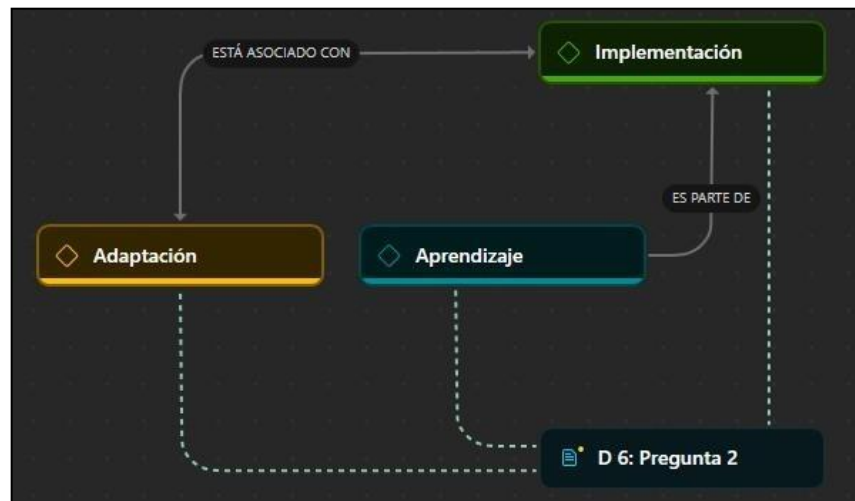 ESTÁ ASOCIADO CON
Implementación
ES PARTE DE
Adaptación
Aprendizaje
D 6: Pregunta 2